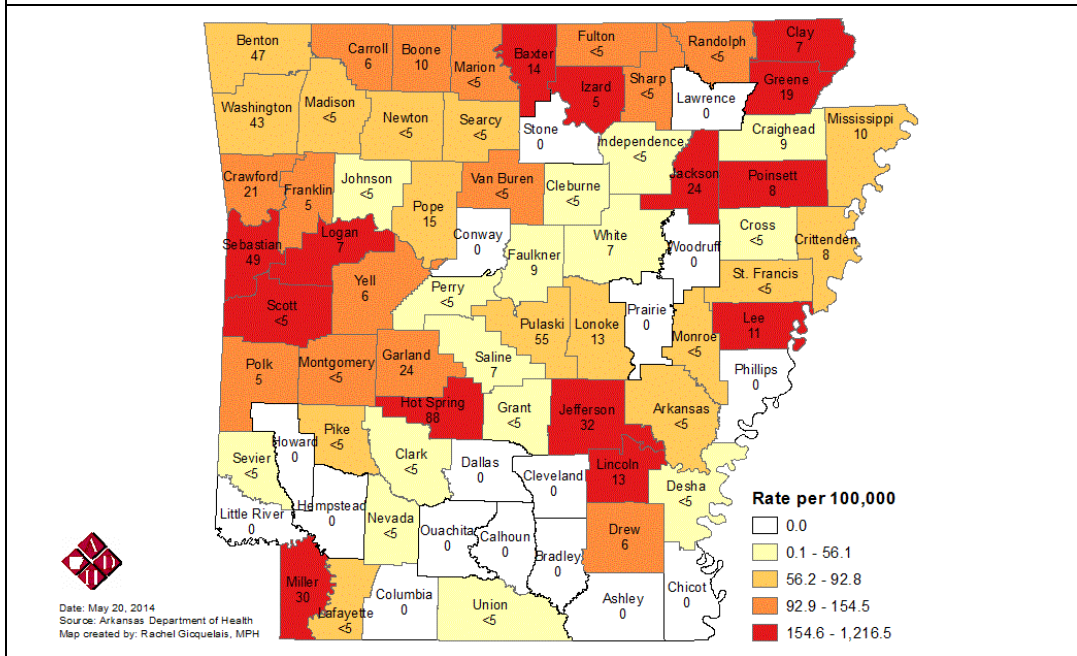 Benton
47
Carroll
6
Boone
10
Marion
<5
Baxter
14
Fulton
<5
Izard
5
Sharp
<5
Randolph
<5
Lawrence
0
Clay
7
Greene
19
Washington
43
Madison
<5
Newton
<5
Searcy
<5
Stone
0
Independence
<5
Craighead
9
Mississippi
10
Crawford
21
Franklin
5
Johnson
<5
Pope
15
Van Buren
<5
Cleburne
<5
Jackson
24
Poinsett
8
Sebastian
49
Logan
7
Conway
0
Faulkner
9
White
7
Woodruff
0
Cross
<5
Crittenden
8
St. Francis
<5
Scott
<5
Yell
6
Perry
<5
Pulaski
55
Lonoke
13
Prairie
0
Monroe
<5
Lee
11
Phillips
0
Polk
5
Montgomery
<5
Garland
24
Saline
7
Hot Spring
88
Grant
<5
Jefferson
32
Arkansas
<5
Howard
0
Pike
<5
Clark
<5
Dallas
0
Cleveland
0
Lincoln
13
Desha
<5
Sevier
<5
Little River
0
Hempstead
0
Nevada
<5
Ouachita
0
Calhoun
0
Bradley
0
Drew
6
Miller
30
Lafayette
<5
Columbia
0
Union
<5
Ashley
0
Chicot
0
Rate per 100,000
0.0
0.1 - 56.1
56.2 - 92.8
92.9 - 154.5
154.6 - 1,216.5
Date: May 20, 2014
Source: Arkansas Department of Health
Map created by: Rachel Gicquelais, MPH